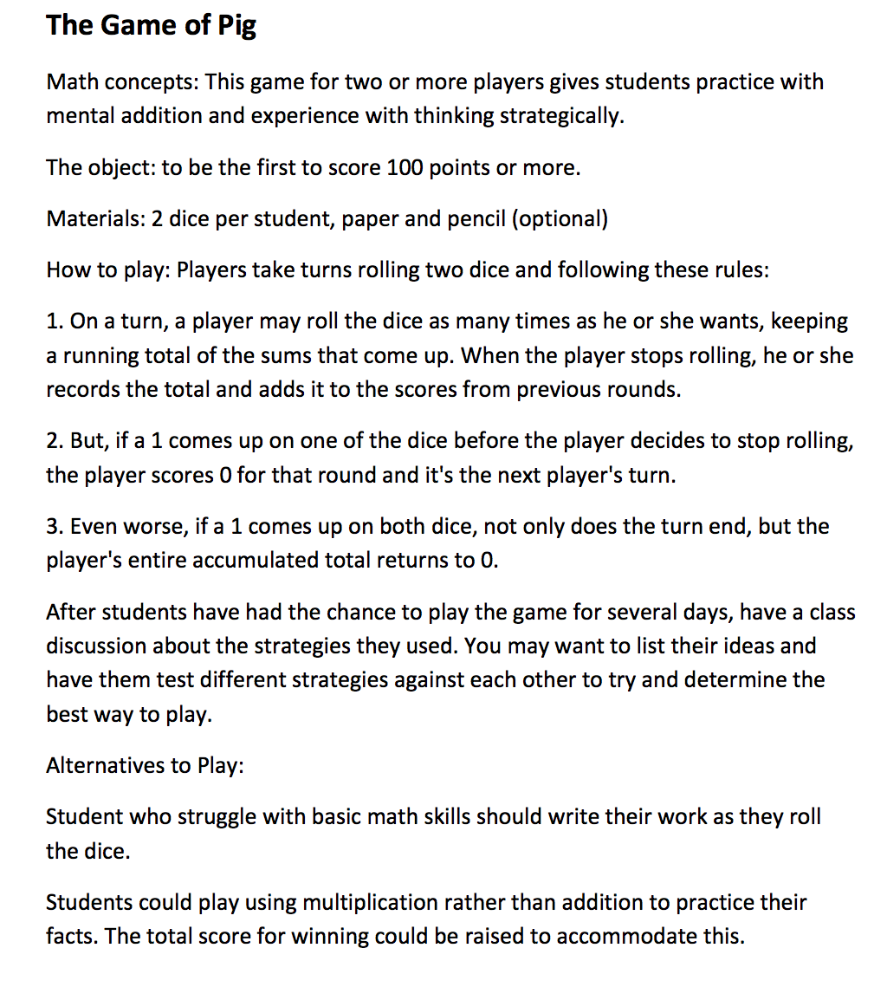 The Game of Pig
Math concepts: This game for two or more players gives students practice with
mental addition and experience with thinking strategically.
The object: to be the first to score 100 points or more.
Materials: 2 dice per student, paper and pencil (optional)
How to play: Players take turns rolling two dice and following these rules:
1. On a turn, a player may roll the dice as many times as he or she wants, keeping
a running total of the sums that come up. When the player stops rolling, he or she
records the total and adds it to the scores from previous rounds.
2. But, if a 1 comes up on one of the dice before the player decides to stop rolling,
the player scores 0 for that round and it's the next player's turn.
3. Even worse, if a 1 comes up on both dice, not only does the turn end, but the
player's entire accumulated total returns to 0.
After students have had the chance to play the game for several days, have a class
discussion about the strategies they used. You may want to list their ideas and
have them test different strategies against each other to try and determine the
best way to play.
Alternatives to Play:
Student who struggle with basic math skills should write their work as they roll
the dice.
Students could play using multiplication rather than addition to practice their
facts. The total score for winning could be raised to accommodate this.